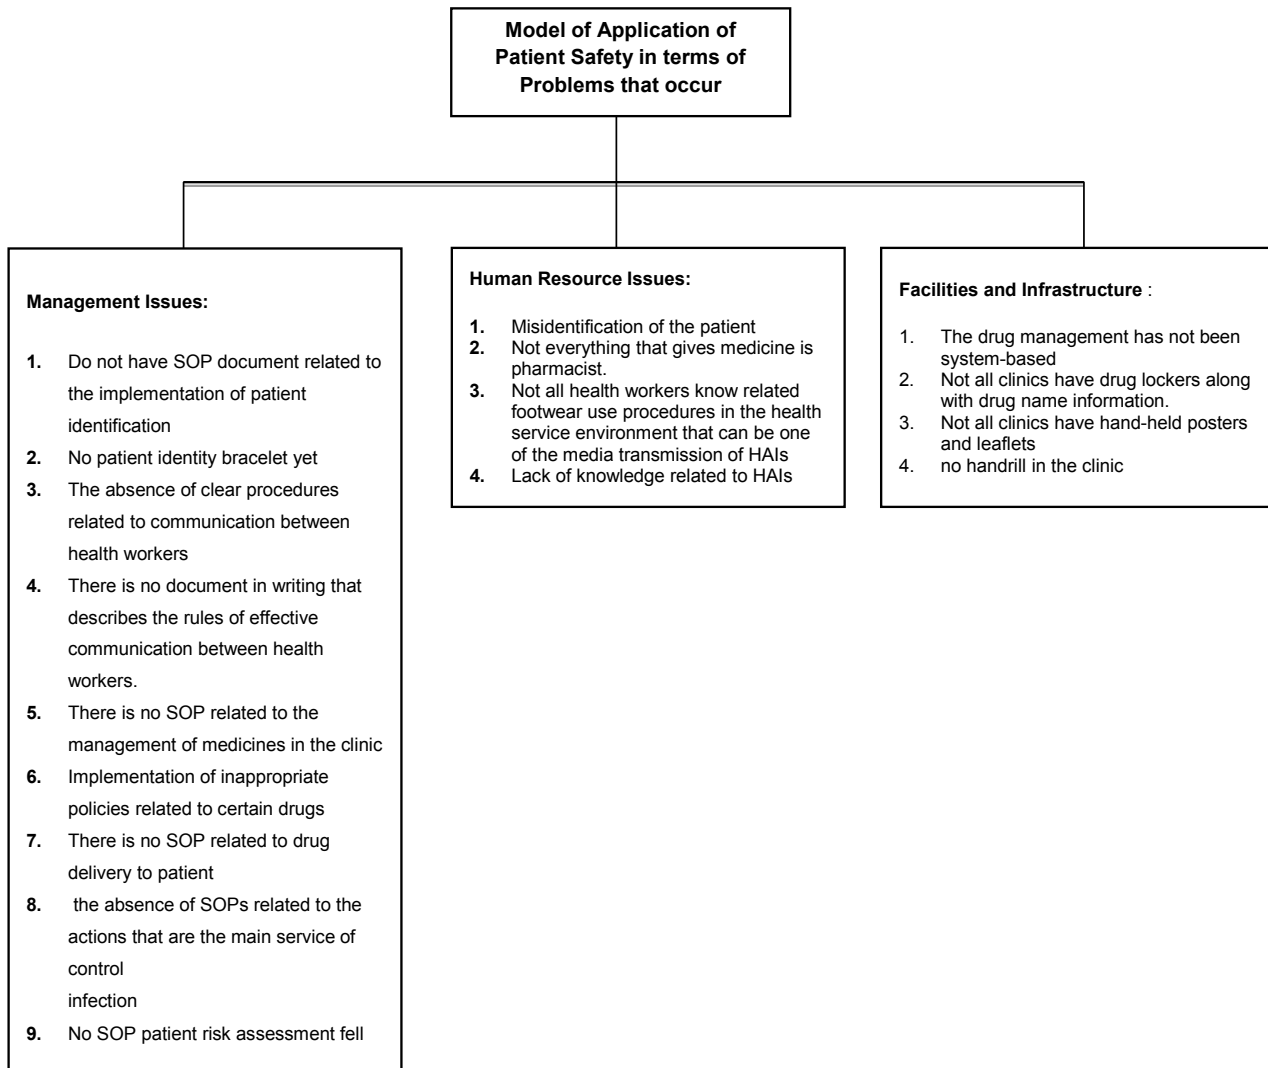 Model of Application of
Patient Safety in terms of
Problems that occur
Management Issues:
1. Do not have SOP document related to
the implementation of patient
identification
2. No patient identity bracelet yet
3. The absence of clear procedures
related to communication between
health workers
4. There is no document in writing that
describes the rules of effective
communication between health
workers.
5. There is no SOP related to the
management of medicines in the clinic
6. Implementation of inappropriate
policies related to certain drugs
7. There is no SOP related to drug
delivery to patient
8. the absence of SOPs related to the
actions that are the main service of
control
infection
9. No SOP patient risk assessment fell
Human Resource Issues:
1. Misidentification of the patient
2. Not everything that gives medicine is
pharmacist.
3. Not all health workers know related
footwear use procedures in the health
service environment that can be one
of the media transmission of HAIs
4. Lack of knowledge related to HAIs
Facilities and Infrastructure :
1. The drug management has not been
system-based
2. Not all clinics have drug lockers along
with drug name information.
3. Not all clinics have hand-held posters
and leaflets
4. no handrill in the clinic